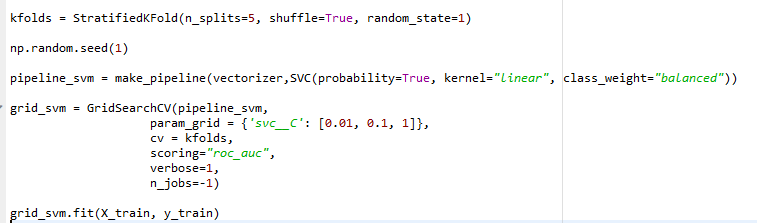 kfolds = StratifiedKFold(n_splits=5, shuffle=True, random_state=1)
np.random.seed(1)
pipeline_svm = make_pipeline(vectorizer,SVC(probability=True, kernel="linear", class_weight="balanced"))
grid_svm = GridSearchCV(pipeline_svm,
                    param_grid = {'svc__C': [0.01, 0.1, 1]},
                    cv = kfolds,
                    scoring="roc_auc",
                    verbose=1,
                    n_jobs=-1)
grid_svm.fit(X_train, y_train)